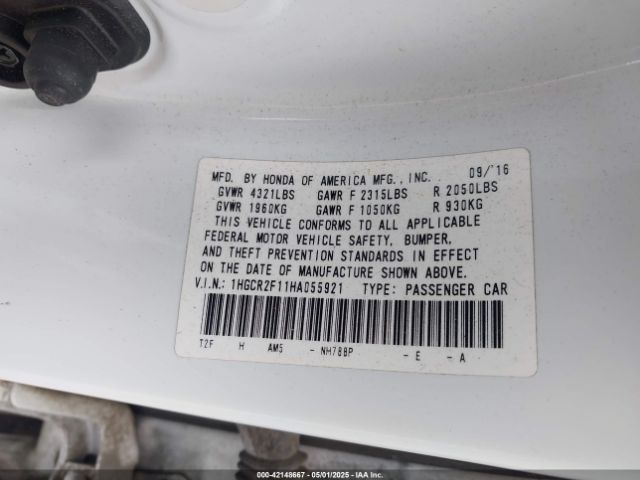 MFD. BY HONDA OF AMERICA MFG., INC. 09/'16
GVWR 4321LBS GAWR F 2315LBS R 2050LBS
GVWR 1960KG GAWR F 1050KG R 930KG
THIS VEHICLE CONFORMS TO ALL APPLICABLE
FEDERAL MOTOR VEHICLE SAFETY, BUMPER,
AND THEFT PREVENTION STANDARDS IN EFFECT
ON THE DATE OF MANUFACTURE SHOWN ABOVE.
V.I.N.: 1HGCR2F11HA055921 TYPE: PASSENGER CAR
T2F H AM5 - NH788P - E - A
000-42148667 - 05/01/2025 - IAA Inc.